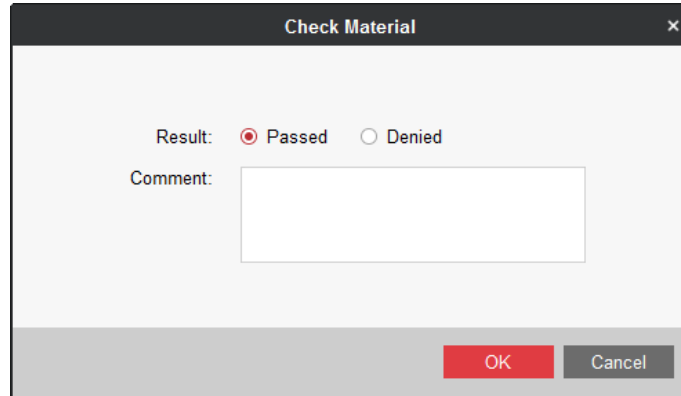 Check Material
×
Result: Passed Denied
Comment:
OK Cancel